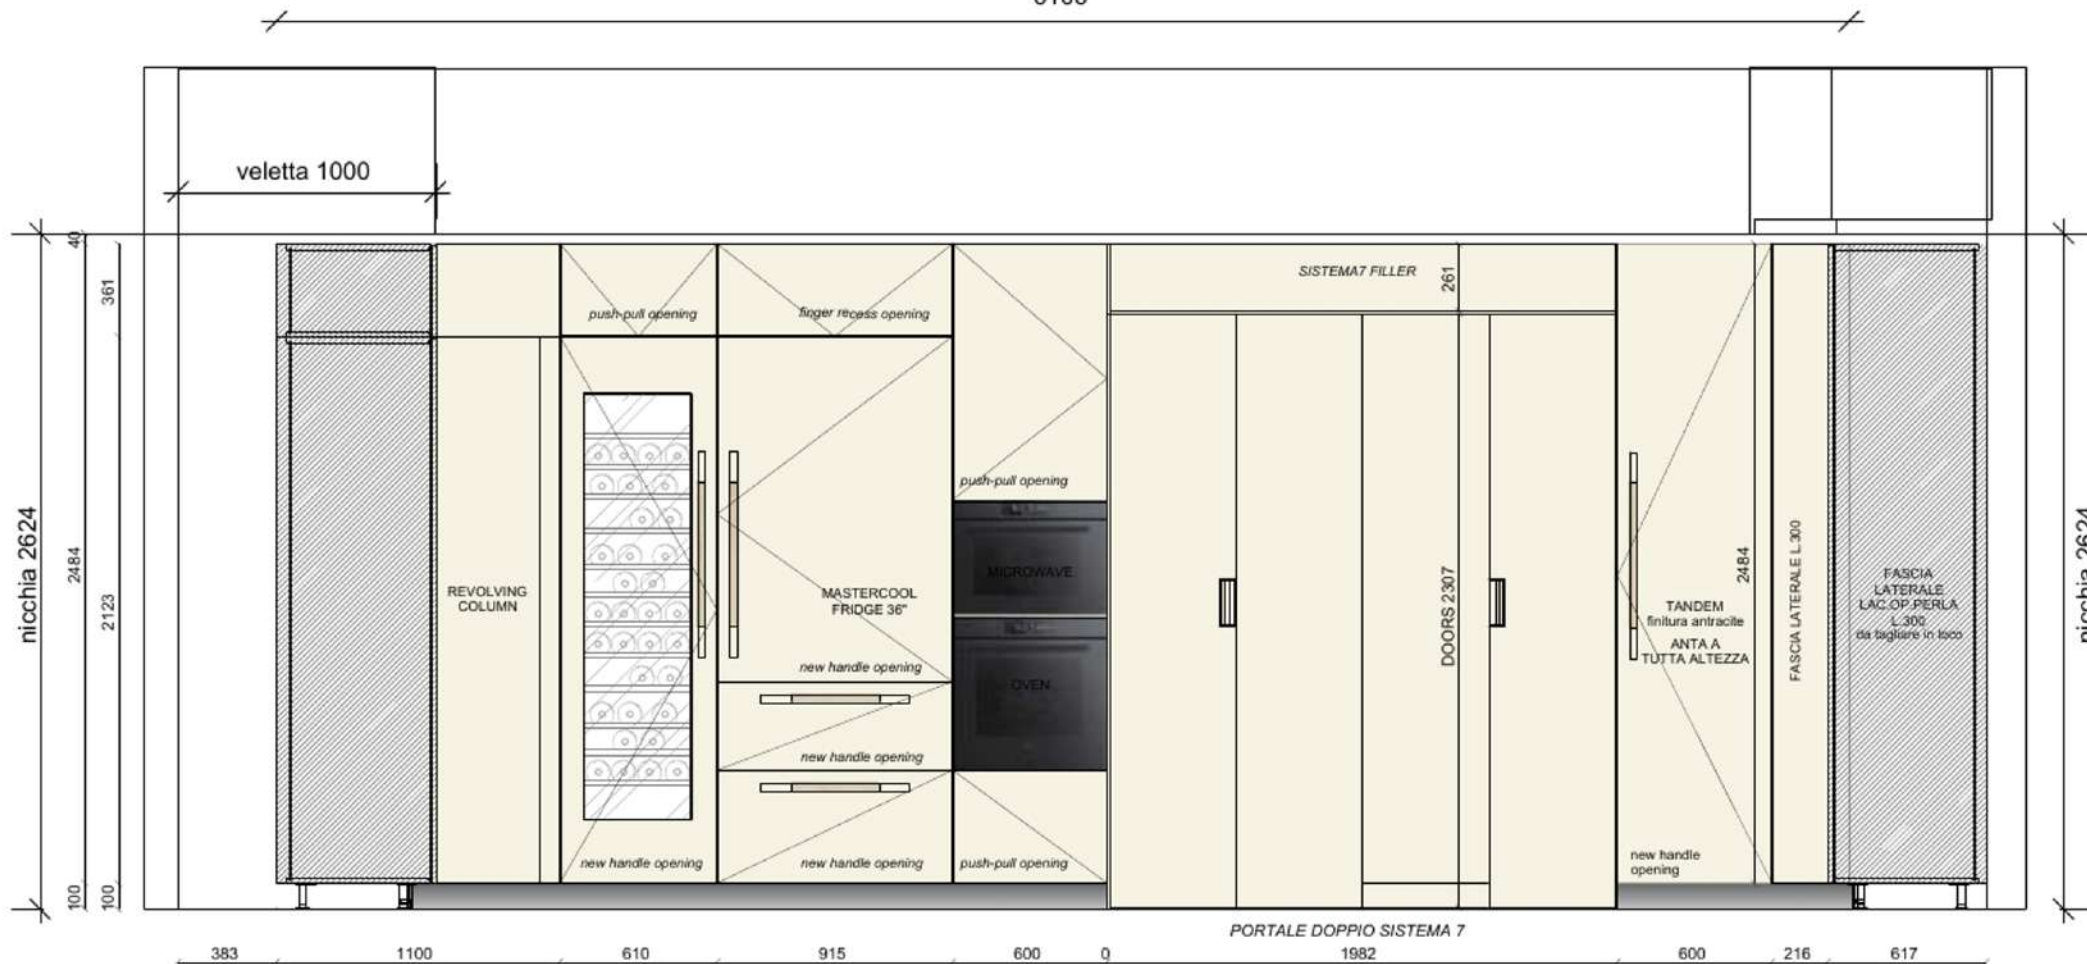 veletta 1000
40
361
SISTEMA7 FILLER
261
push-pull opening
finger recess opening
push-pull opening
nicchia 2624
2484
2123
REVOLVING
COLUMN
MASTERCOOL
FRIDGE 36"
MICROWAVE
DOORS 2307
2484
TANDEM
finitura antracite
ANTA A
TUTTA ALTEZZA
FASCIA LATERALE L.300
FASCIA
LATERALE
LAC.OP.PERLA
L.300
da tagliare in loco
nicchia 2624
new handle opening
OVEN
new handle opening
new handle opening
new handle opening
push-pull opening
new handle
opening
100
100
PORTALE DOPPIO SISTEMA 7
383
1100
610
915
600
0
1982
600
216
617